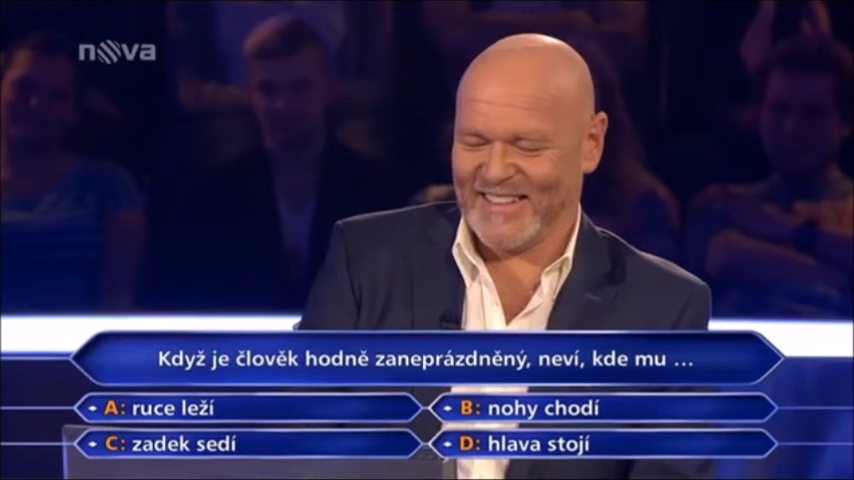 nova
Když je člověk hodně zaneprázdněný, neví, kde mu ...
A: ruce leží
B: nohy chodí
C: zadek sedí
D: hlava stojí